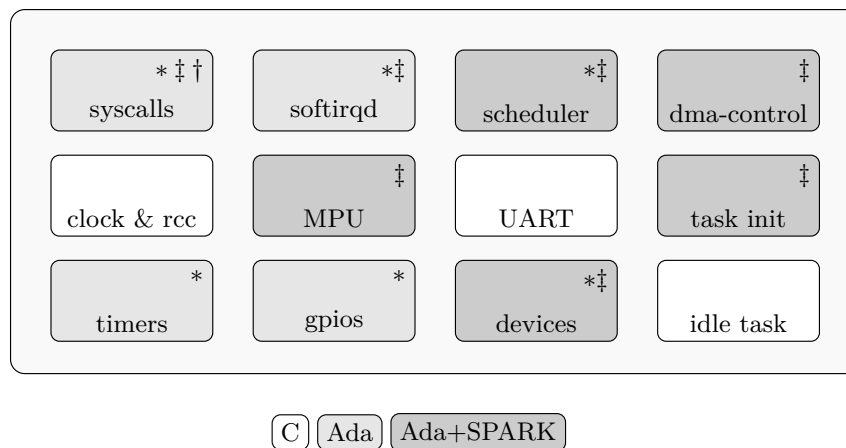 * ‡ † *‡ *‡ ‡
syscalls softirqd scheduler dma-control
‡ ‡
clock & rcc MPU UART task init
* * *‡
timers gpios devices idle task
C Ada Ada+SPARK